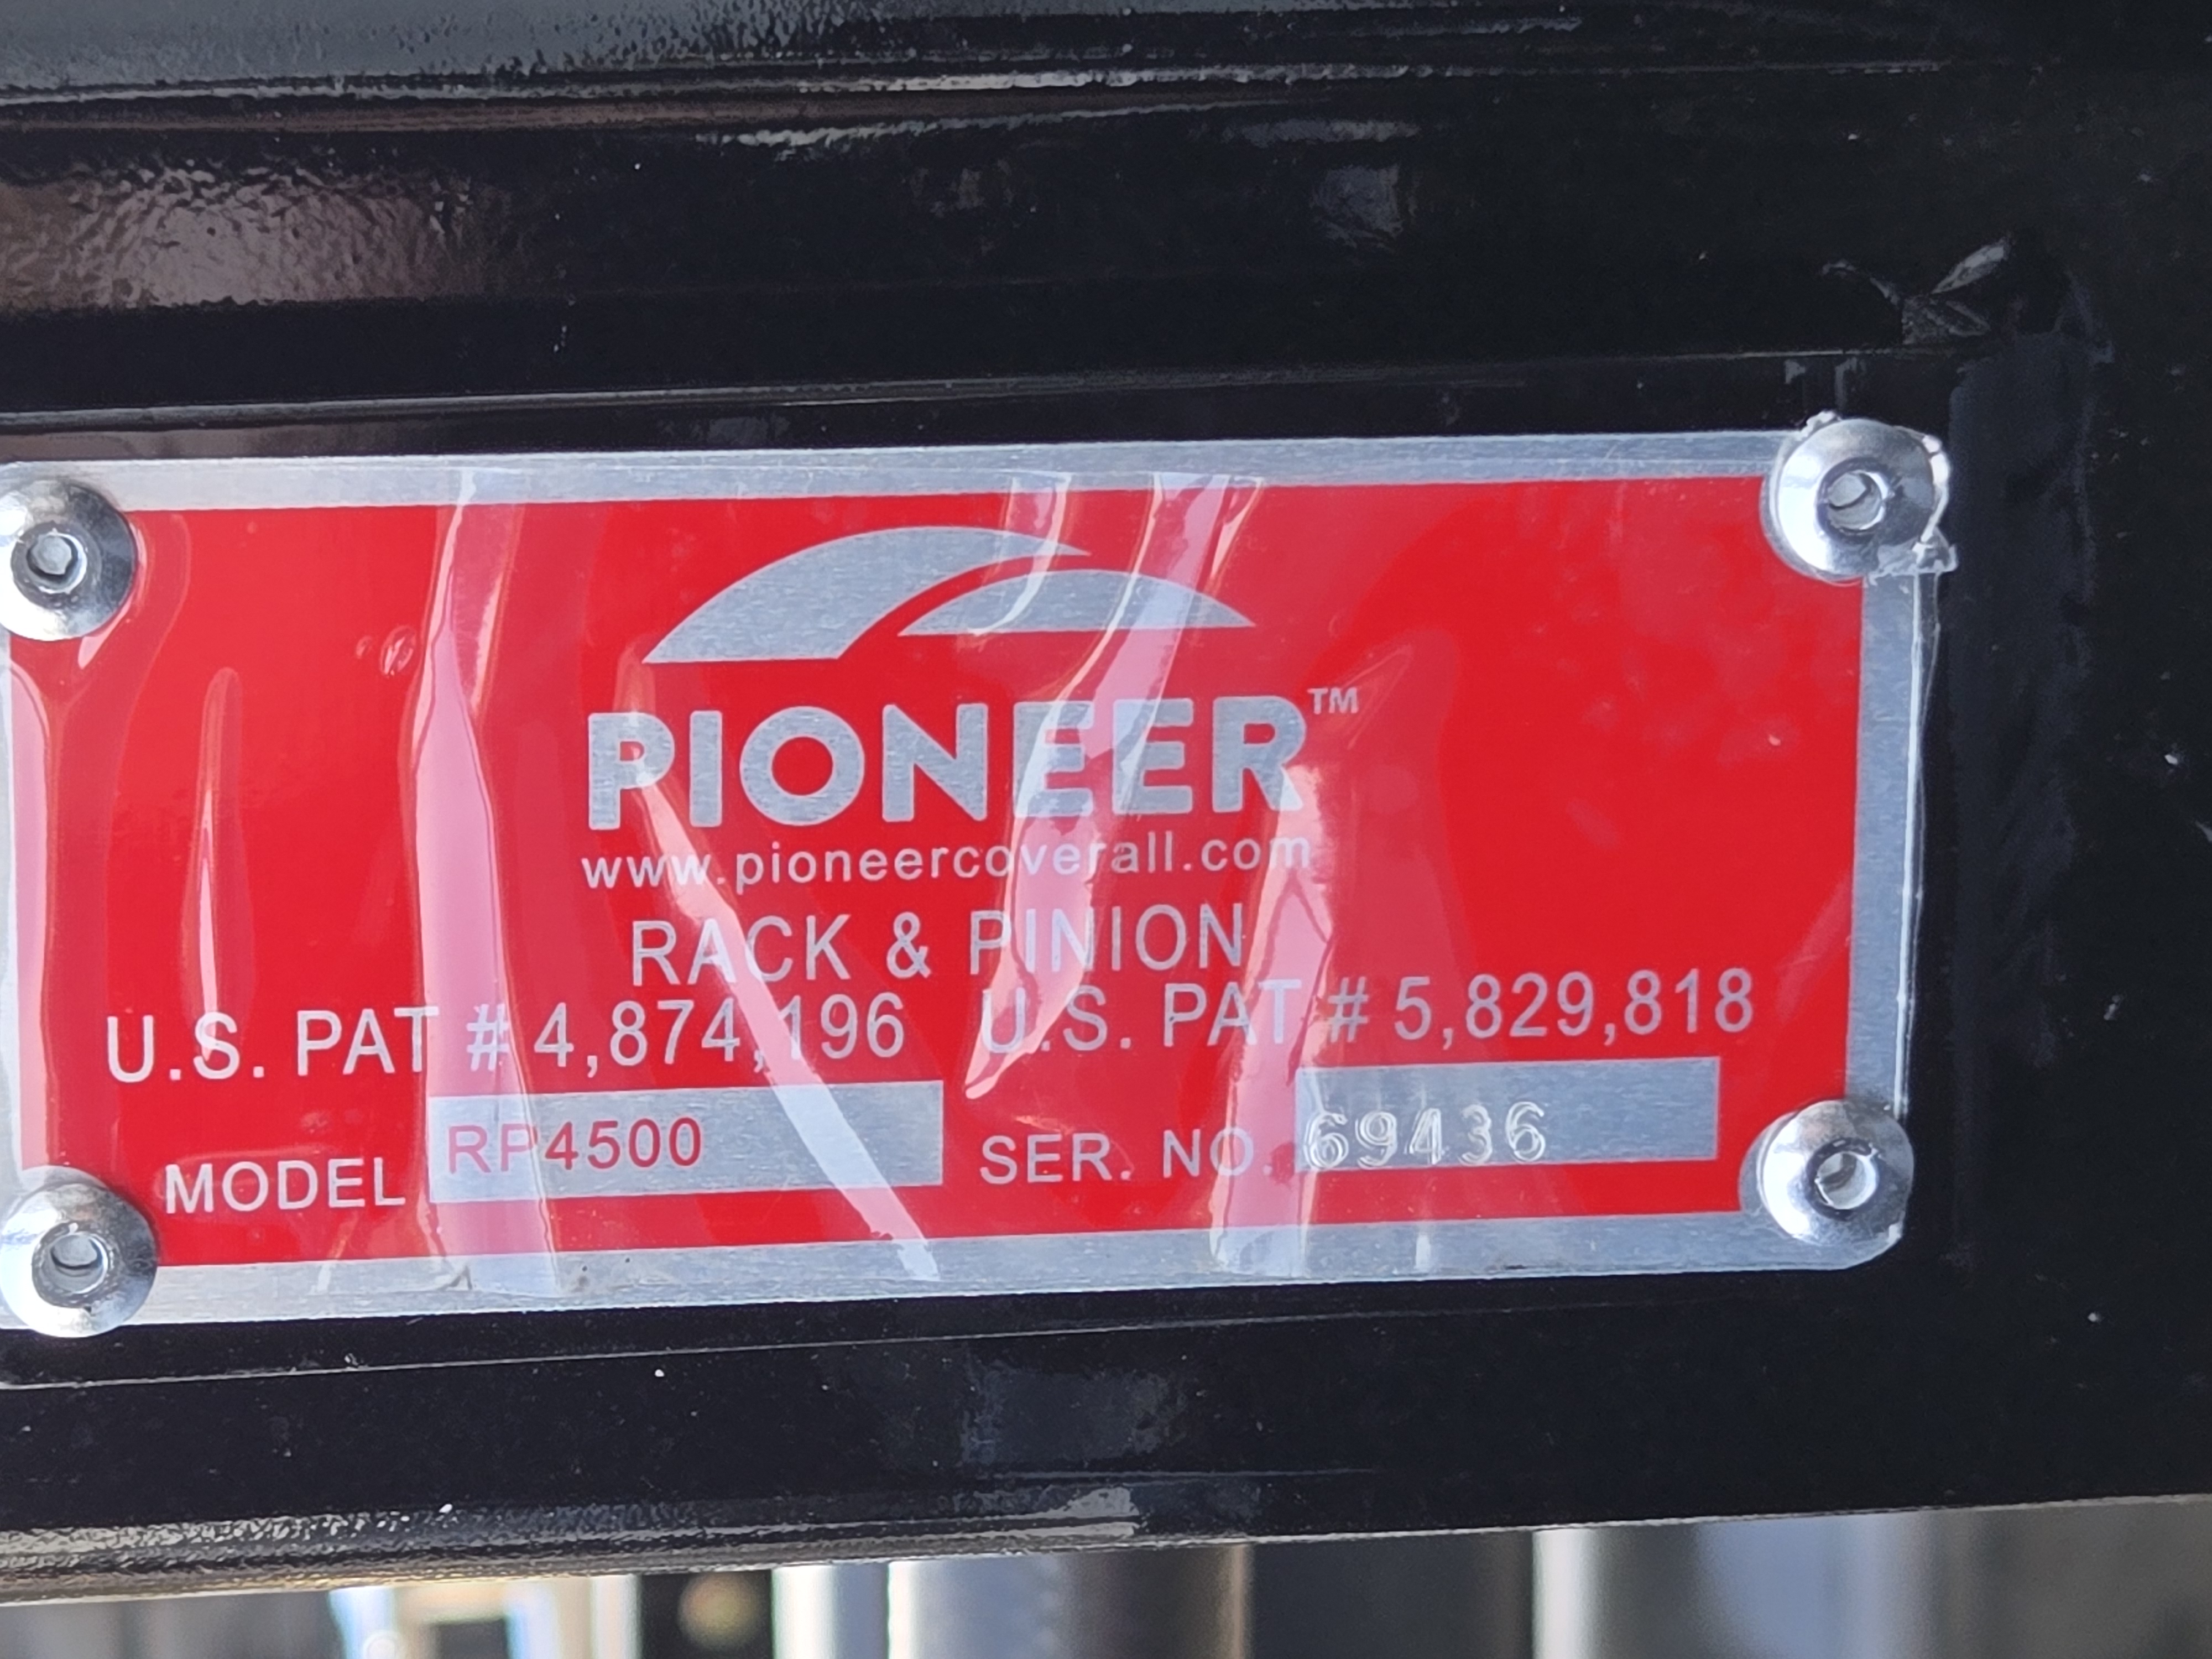 PIONEER™
www.pioneercoverall.com
RACK & PINION
U.S. PAT # 4,874,196 U.S. PAT # 5,829,818
MODEL RP4500 SER. NO. 69436